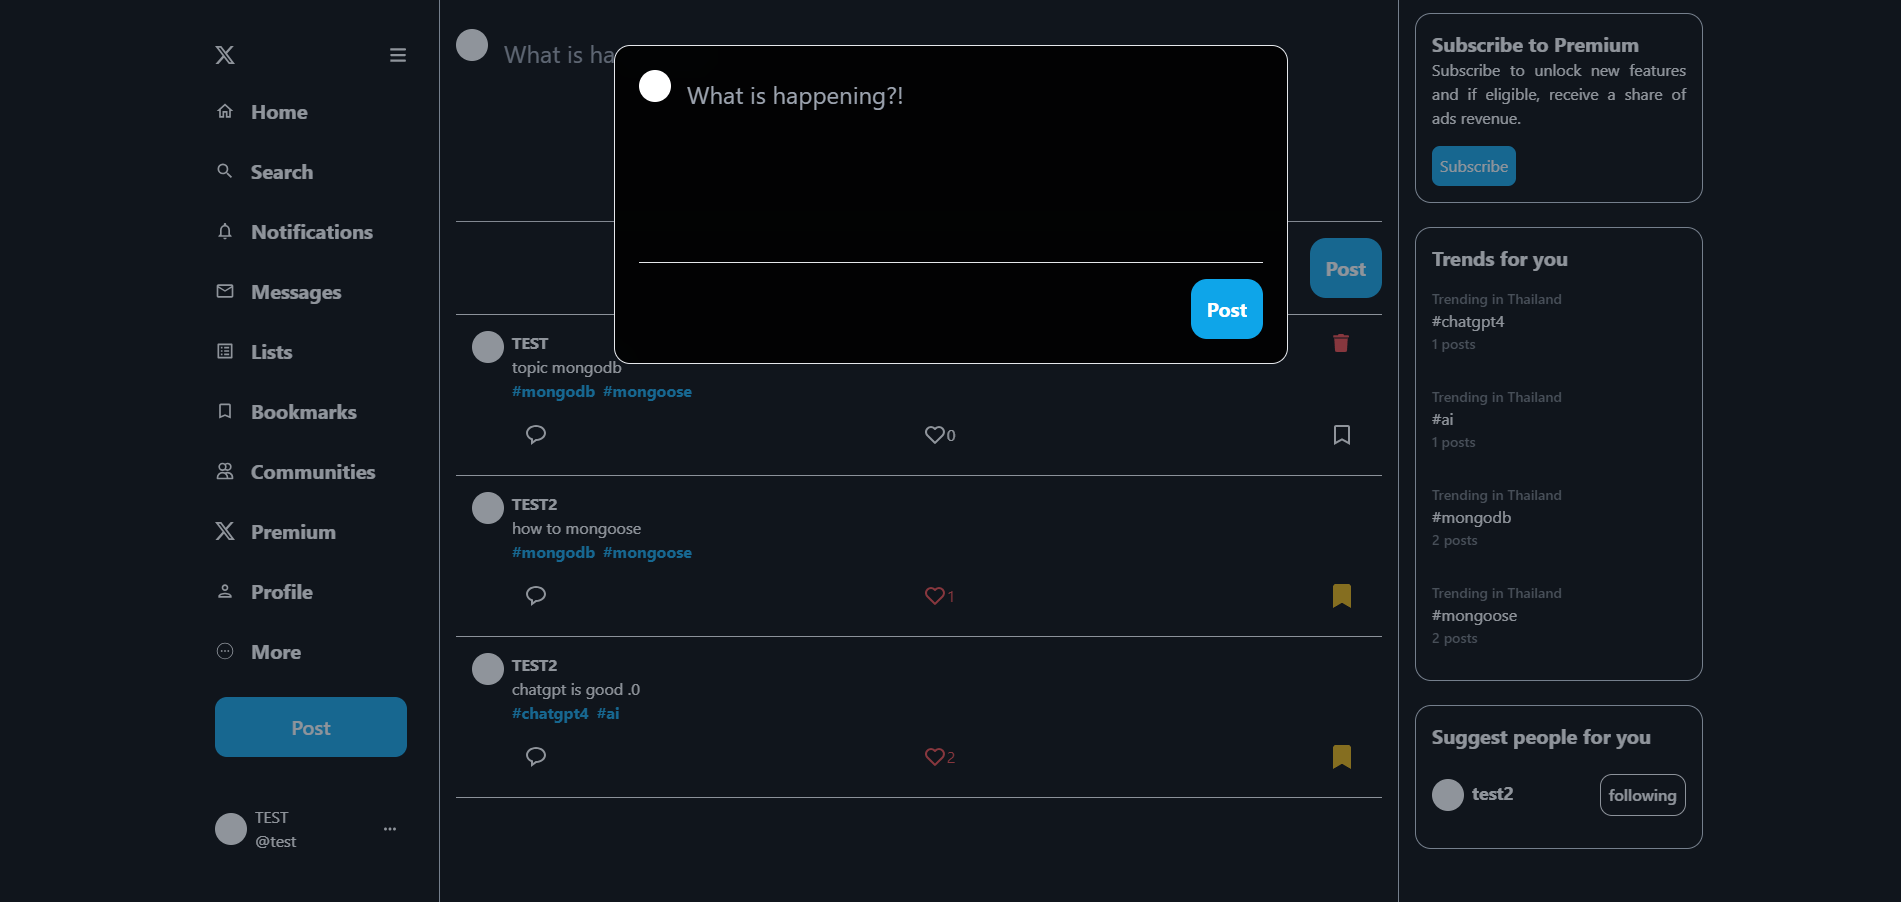 Home
Search
Notifications
Messages
Lists
Bookmarks
Communities
Premium
Profile
More
Post
TEST
@test
What is ha
What is happening?!
Post
Post
TEST
topic mongodb
#mongodb #mongoose
0
TEST2
how to mongoose
#mongodb #mongoose
1
TEST2
chatgpt is good .0
#chatgpt4 #ai
2
Subscribe to Premium
Subscribe to unlock new features
and if eligible, receive a share of
ads revenue.
Subscribe
Trends for you
Trending in Thailand
#chatgpt4
1 posts
Trending in Thailand
#ai
1 posts
Trending in Thailand
#mongodb
2 posts
Trending in Thailand
#mongoose
2 posts
Suggest people for you
test2
following